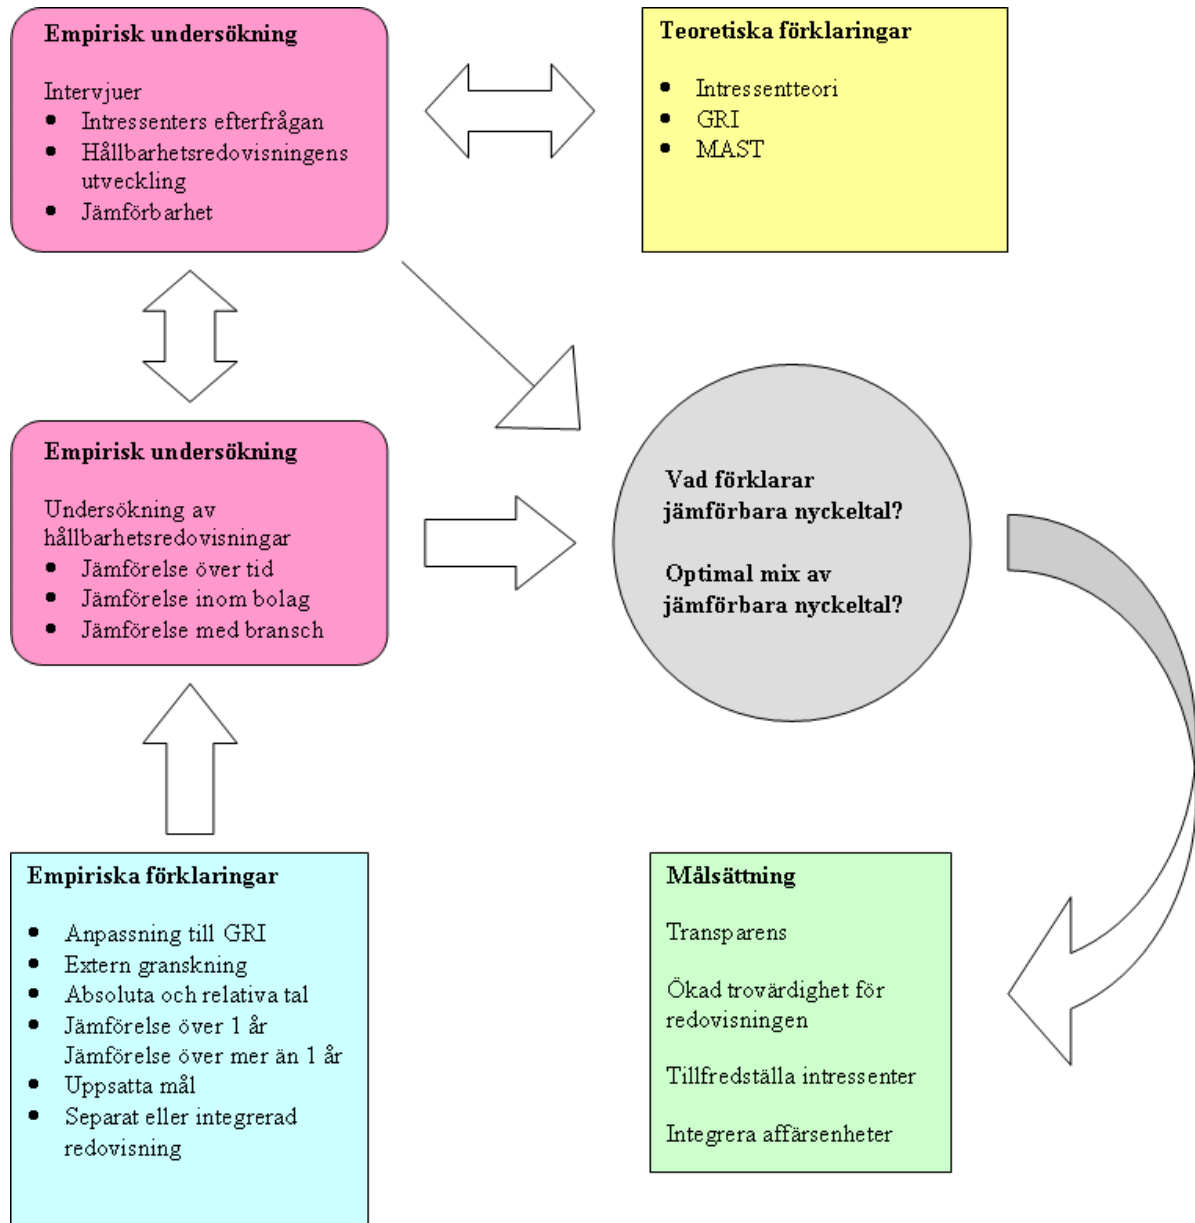 Empirisk undersökning
Intervjuer
• Intressenters efterfrågan
• Hållbarhetsredovisningens
utveckling
• Jämförbarhet
Teoretiska förklaringar
• Intressentteori
• GRI
• MAST
Empirisk undersökning
Undersökning av
hållbarhetsredovisningar
• Jämförelse över tid
• Jämförelse inom bolag
• Jämförelse med bransch
Vad förklarar
jämförbara nyckeltal?
Optimal mix av
jämförbara nyckeltal?
Empiriska förklaringar
• Anpassning till GRI
• Extern granskning
• Absoluta och relativa tal
• Jämförelse över 1 år
Jämförelse över mer än 1 år
• Uppsatta mål
• Separat eller integrerad
redovisning
Målsättning
Transparens
Ökad trovärdighet för
redovisningen
Tillfredställa intressenter
Integrera affärsenheter